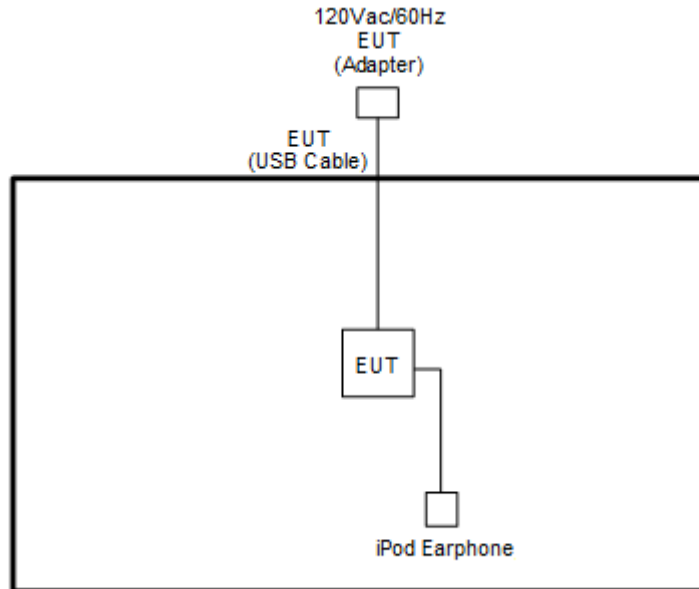 120Vac/60Hz
EUT
(Adapter)
EUT
(USB Cable)
EUT
iPod Earphone